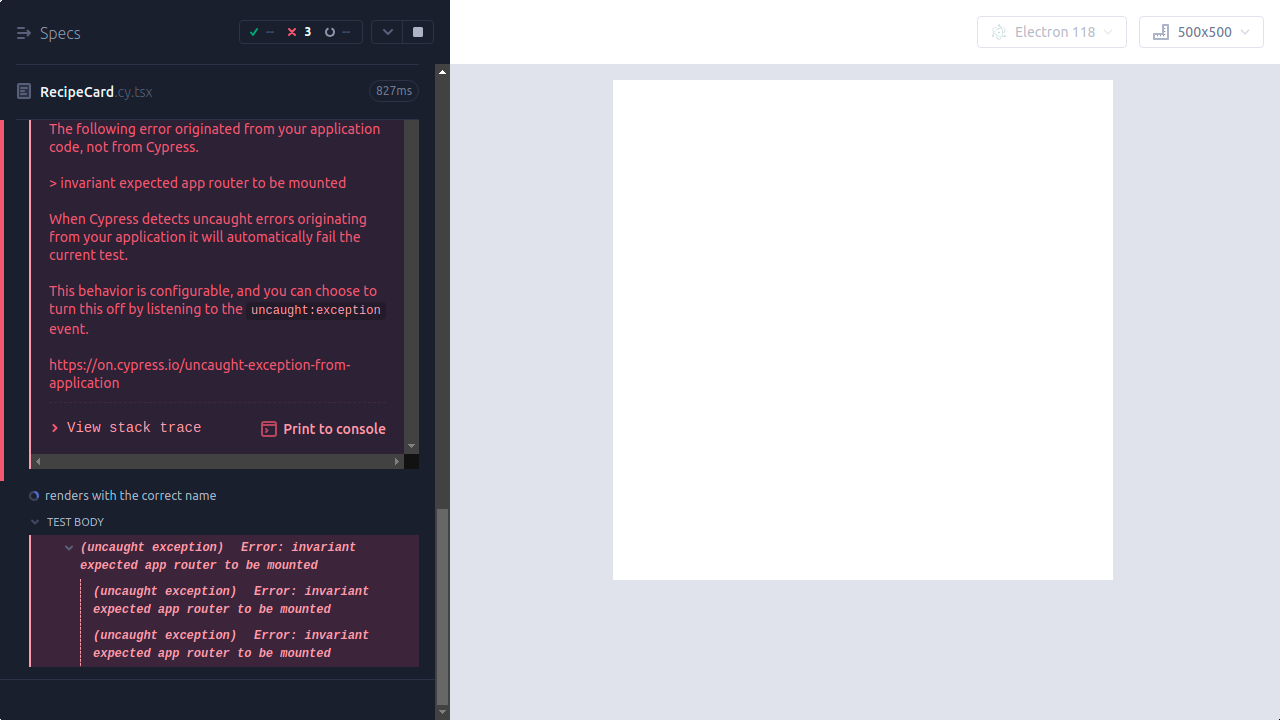 Specs
-- 3 --
Electron 118
500x500
RecipeCard.cy.tsx
827ms
The following error originated from your application
code, not from Cypress.
> invariant expected app router to be mounted
When Cypress detects uncaught errors originating
from your application it will automatically fail the
current test.
This behavior is configurable, and you can choose to
turn this off by listening to the uncaught:exception
event.
https://on.cypress.io/uncaught-exception-from-
application
> View stack trace
Print to console
renders with the correct name
TEST BODY
(uncaught exception) Error: invariant
expected app router to be mounted
(uncaught exception) Error: invariant
expected app router to be mounted
(uncaught exception) Error: invariant
expected app router to be mounted